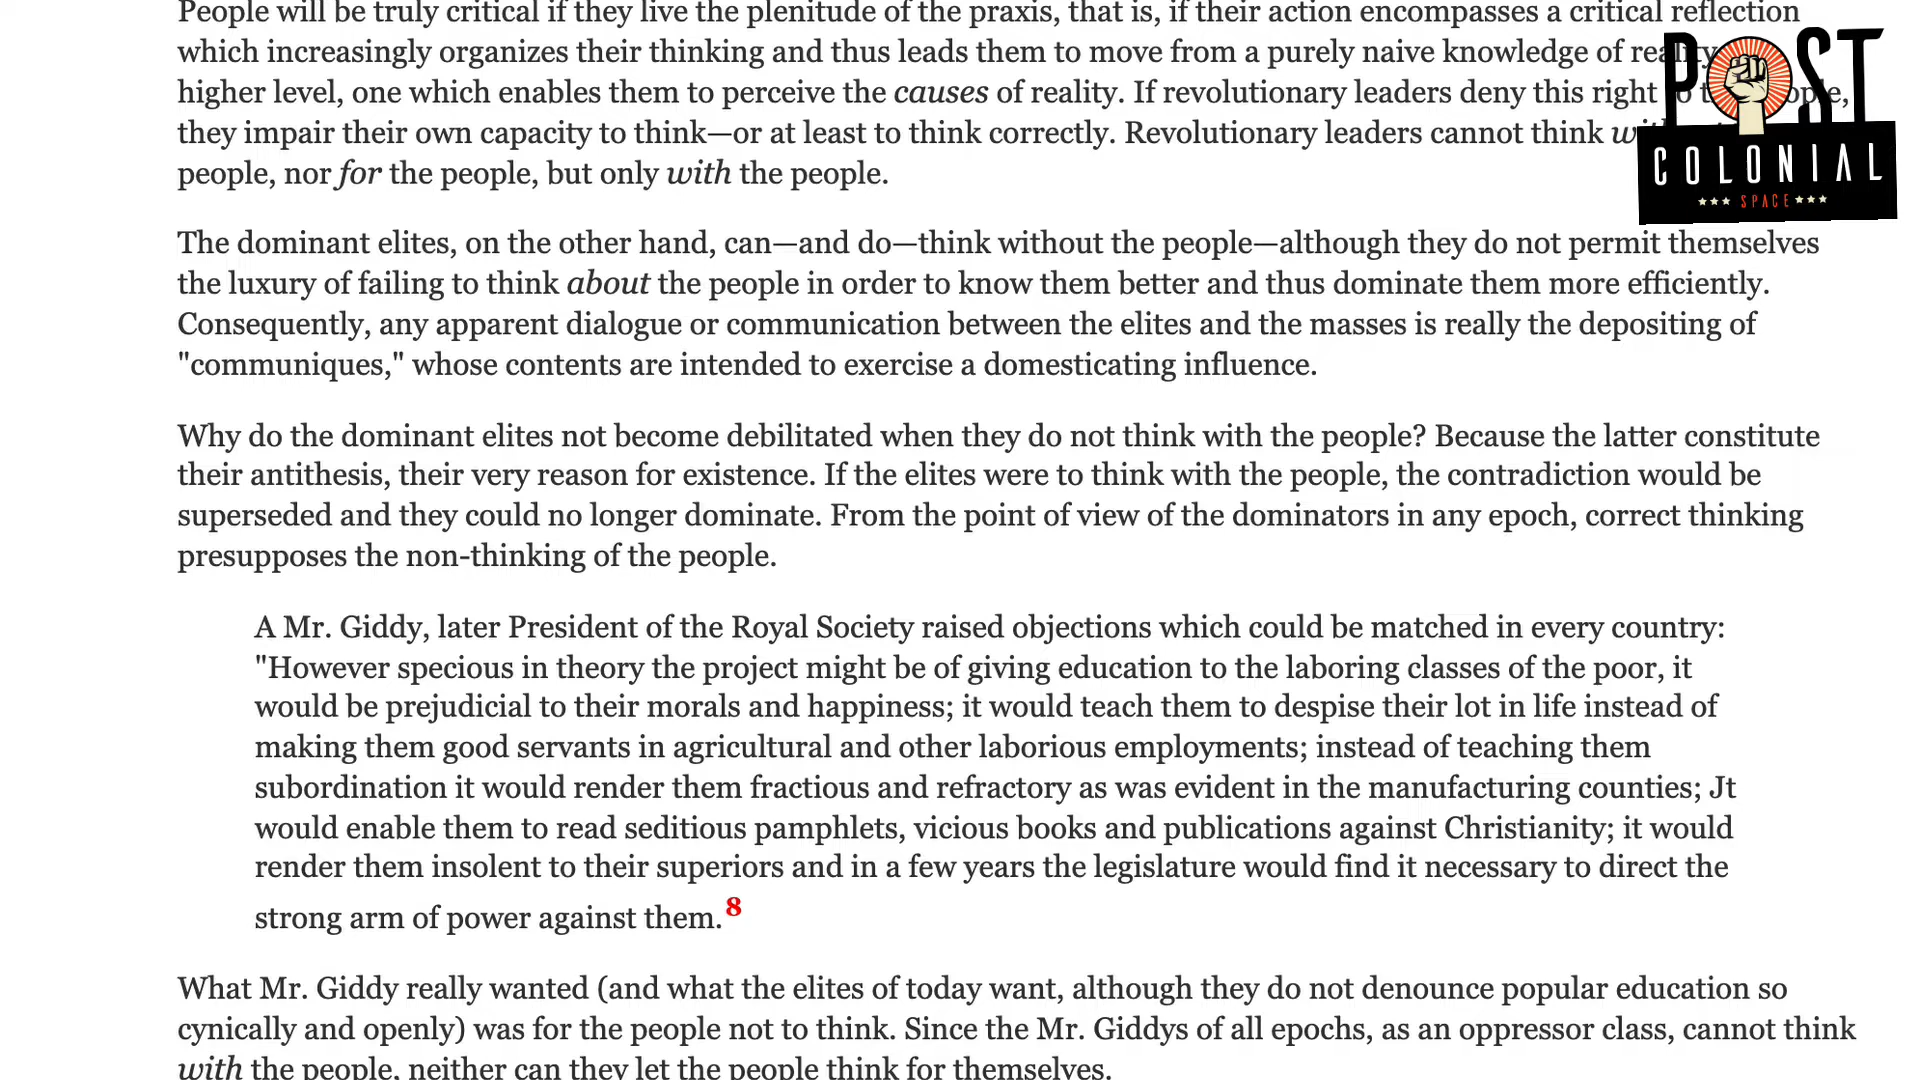 People will be truly critical if they live the plenitude of the praxis, that is, if their action encompasses a critical reflection
which increasingly organizes their thinking and thus leads them to move from a purely naive knowledge of reality
higher level, one which enables them to perceive the causes of reality. If revolutionary leaders deny this right
they impair their own capacity to think—or at least to think correctly. Revolutionary leaders cannot think
people, nor for the people, but only with the people.
POST
COLONIAL
SPACE
The dominant elites, on the other hand, can—and do—think without the people—although they do not permit themselves
the luxury of failing to think about the people in order to know them better and thus dominate them more efficiently.
Consequently, any apparent dialogue or communication between the elites and the masses is really the depositing of
"communiques," whose contents are intended to exercise a domesticating influence.
Why do the dominant elites not become debilitated when they do not think with the people? Because the latter constitute
their antithesis, their very reason for existence. If the elites were to think with the people, the contradiction would be
superseded and they could no longer dominate. From the point of view of the dominators in any epoch, correct thinking
presupposes the non-thinking of the people.
A Mr. Giddy, later President of the Royal Society raised objections which could be matched in every country:
"However specious in theory the project might be of giving education to the laboring classes of the poor, it
would be prejudicial to their morals and happiness; it would teach them to despise their lot in life instead of
making them good servants in agricultural and other laborious employments; instead of teaching them
subordination it would render them fractious and refractory as was evident in the manufacturing counties; Jt
would enable them to read seditious pamphlets, vicious books and publications against Christianity; it would
render them insolent to their superiors and in a few years the legislature would find it necessary to direct the
strong arm of power against them.8
What Mr. Giddy really wanted (and what the elites of today want, although they do not denounce popular education so
cynically and openly) was for the people not to think. Since the Mr. Giddys of all epochs, as an oppressor class, cannot think
with the people, neither can they let the people think for themselves.